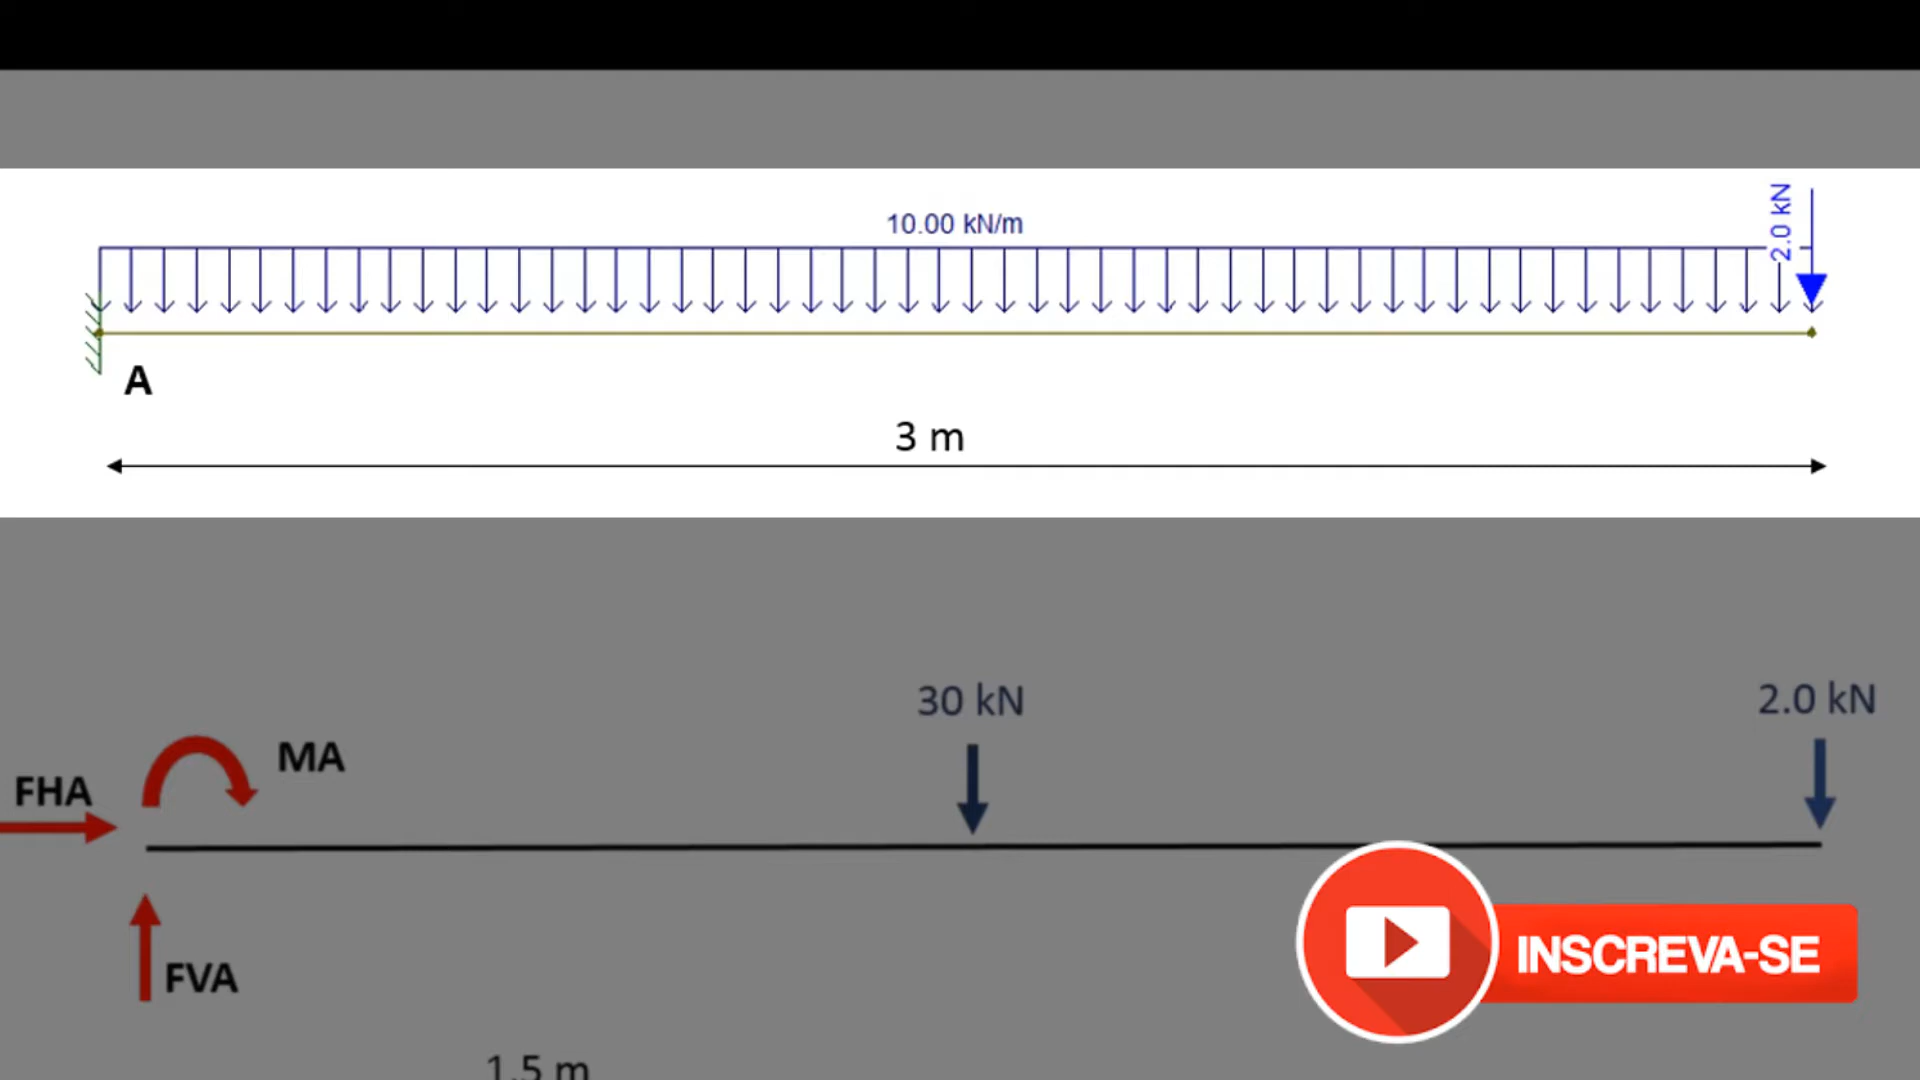 10.00 kN/m
2.0 kN
A
3 m
30 kN
2.0 kN
MA
FHA
FVA
INSCREVA-SE
1.5 m